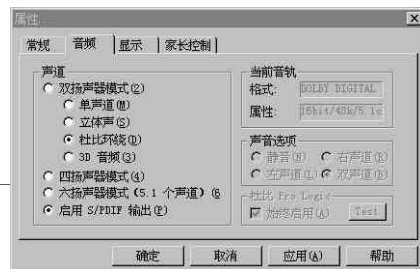 属性
常规 音频 显示 家长控制
声道
双扬声器模式(2)
单声道(M)
立体声(S)
杜比环绕(D)
3D 音频(3)
四扬声器模式(4)
六扬声器模式(5.1 个声道)(6
启用 S/PDIF 输出(P)
当前音轨
格式: DOLBY DIGITAL
属性: 16bit/48k/5.1c
声音选项
静音(N) 右声道(R)
左声道(L) 双声道(B)
杜比 Pro Logic
始终启用(A) Test
确定 取消 应用(A) 帮助